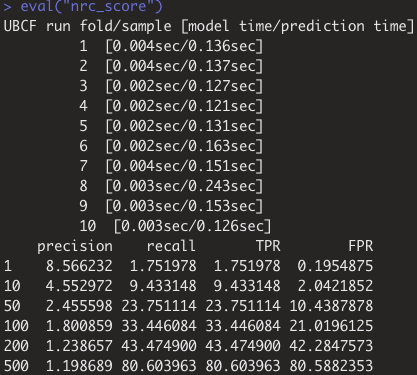 > eval("nrc_score")
UBCF run fold/sample [model time/prediction time]
1 [0.004sec/0.136sec]
2 [0.004sec/0.137sec]
3 [0.002sec/0.127sec]
4 [0.002sec/0.121sec]
5 [0.002sec/0.131sec]
6 [0.002sec/0.163sec]
7 [0.004sec/0.151sec]
8 [0.003sec/0.243sec]
9 [0.003sec/0.153sec]
10 [0.003sec/0.126sec]
precision recall TPR FPR
1 8.566232 1.751978 1.751978 0.1954875
10 4.552972 9.433148 9.433148 2.0421852
50 2.455598 23.751114 23.751114 10.4387878
100 1.800859 33.446084 33.446084 21.0196125
200 1.238657 43.474900 43.474900 42.2847573
500 1.198689 80.603963 80.603963 80.5882353